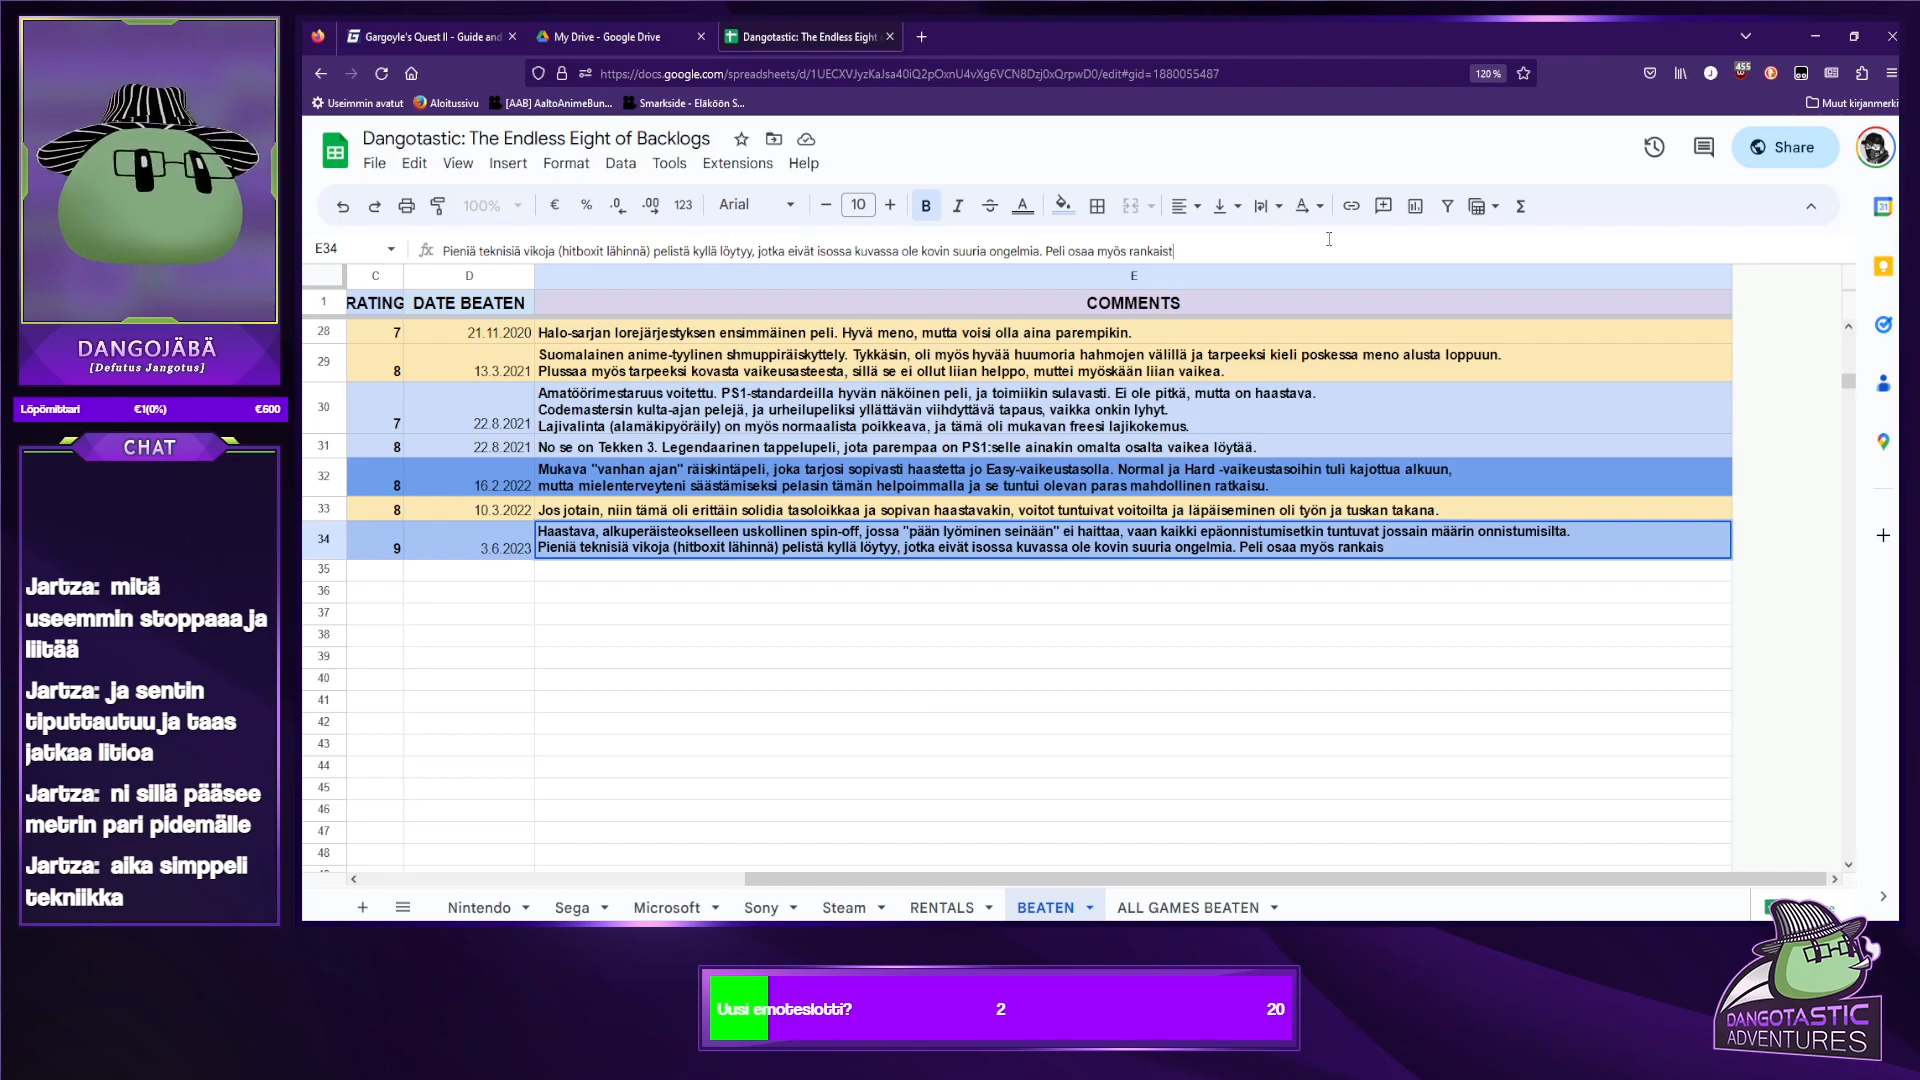 Gargoyle's Quest II - Guide and
My Drive - Google Drive
Dangotastic: The Endless Eight
https://docs.google.com/spreadsheets/d/1UECXVJyzKaJsa40iQ2pOxnU4vXg6VCN8Dzj0xQrpwD0/edit#gid=1880055487
120%
455
Useimmin avatut
Aloitussivu
[AAB] AaltoAnimeBun...
Smarkside - Eläköön S...
Muut kirjanmerki
Dangotastic: The Endless Eight of Backlogs
File Edit View Insert Format Data Tools Extensions Help
Share
100% € % .0 .00 123 Arial 10 B I A
31
E34
Pieniä teknisiä vikoja (hitboxit lähinnä) pelistä kyllä löytyy, jotka eivät isossa kuvassa ole kovin suuria ongelmia. Peli osaa myös rankaist
C D E
1 RATING DATE BEATEN COMMENTS
28 7 21.11.2020 Halo-sarjan lorejärjestyksen ensimmäinen peli. Hyvä meno, mutta voisi olla aina parempikin.
29 8 13.3.2021 Suomalainen anime-tyylinen shmuppiräiskyttely. Tykkäsin, oli myös hyvää huumoria hahmojen välillä ja tarpeeksi kieli poskessa meno alusta loppuun.
Plussaa myös tarpeeksi kovasta vaikeusasteesta, sillä se ei ollut liian helppo, muttei myöskään liian vaikea.
30 7 22.8.2021 Amatöörimestaruus voitettu. PS1-standardeilla hyvän näköinen peli, ja toimiikin sulavasti. Ei ole pitkä, mutta on haastava.
Codemastersin kulta-ajan pelejä, ja urheilupeliksi yllättävän viihdyttävä tapaus, vaikka onkin lyhyt.
Lajivalinta (alamäkipyöräily) on myös normaalista poikkeava, ja tämä oli mukavan freesi lajikokemus.
31 8 22.8.2021 No se on Tekken 3. Legendaarinen tappelupeli, jota parempaa on PS1:selle ainakin omalta osalta vaikea löytää.
32 8 16.2.2022 Mukava "vanhan ajan" räiskintäpeli, joka tarjosi sopivasti haastetta jo Easy-vaikeustasolla. Normal ja Hard -vaikeustasoihin tuli kajottua alkuun,
mutta mielenterveyteni säästämiseksi pelasin tämän helpoimmalla ja se tuntui olevan paras mahdollinen ratkaisu.
33 8 10.3.2022 Jos jotain, niin tämä oli erittäin solidia tasoloikkaa ja sopivan haastavakin, voitot tuntuivat voitoilta ja läpäiseminen oli työn ja tuskan takana.
34 9 3.6.2023 Haastava, alkuperäisteokselleen uskollinen spin-off, jossa "pään lyöminen seinään" ei haittaa, vaan kaikki epäonnistumisetkin tuntuvat jossain määrin onnistumisilta.
Pieniä teknisiä vikoja (hitboxit lähinnä) pelistä kyllä löytyy, jotka eivät isossa kuvassa ole kovin suuria ongelmia. Peli osaa myös rankais
35
36
37
38
39
40
41
42
43
44
45
46
47
48
Nintendo Sega Microsoft Sony Steam RENTALS BEATEN ALL GAMES BEATEN
DANGOJÄBÄ
[Defutus Jangotus]
Löpömittari €1(0%) €600
CHAT
Jartza: mitä
useemmin stoppaaa ja
liitää
Jartza: ja sentin
tiputtautuu ja taas
jatkaa litioa
Jartza: ni sillä pääsee
metrin pari pidemälle
Jartza: aika simppeli
tekniikka
Uusi emoteslotti? 2 20
DANGOTASTIC
ADVENTURES